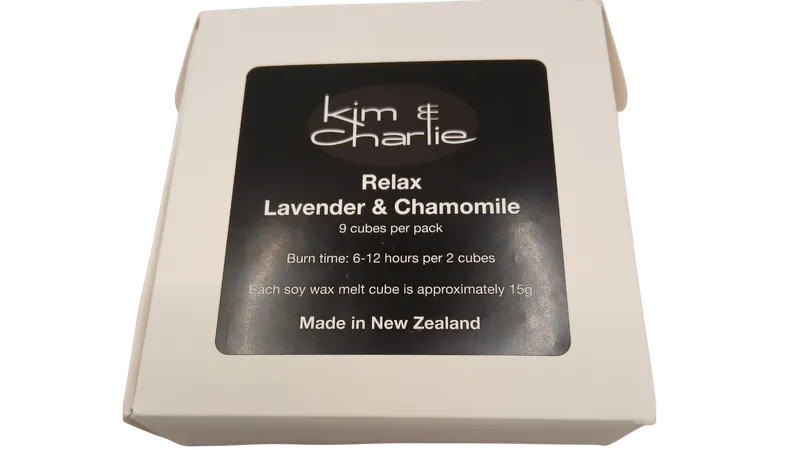 kim &
charlie
Relax
Lavender & Chamomile
9 cubes per pack
Burn time: 6-12 hours per 2 cubes
Each soy wax melt cube is approximately 15g
Made in New Zealand